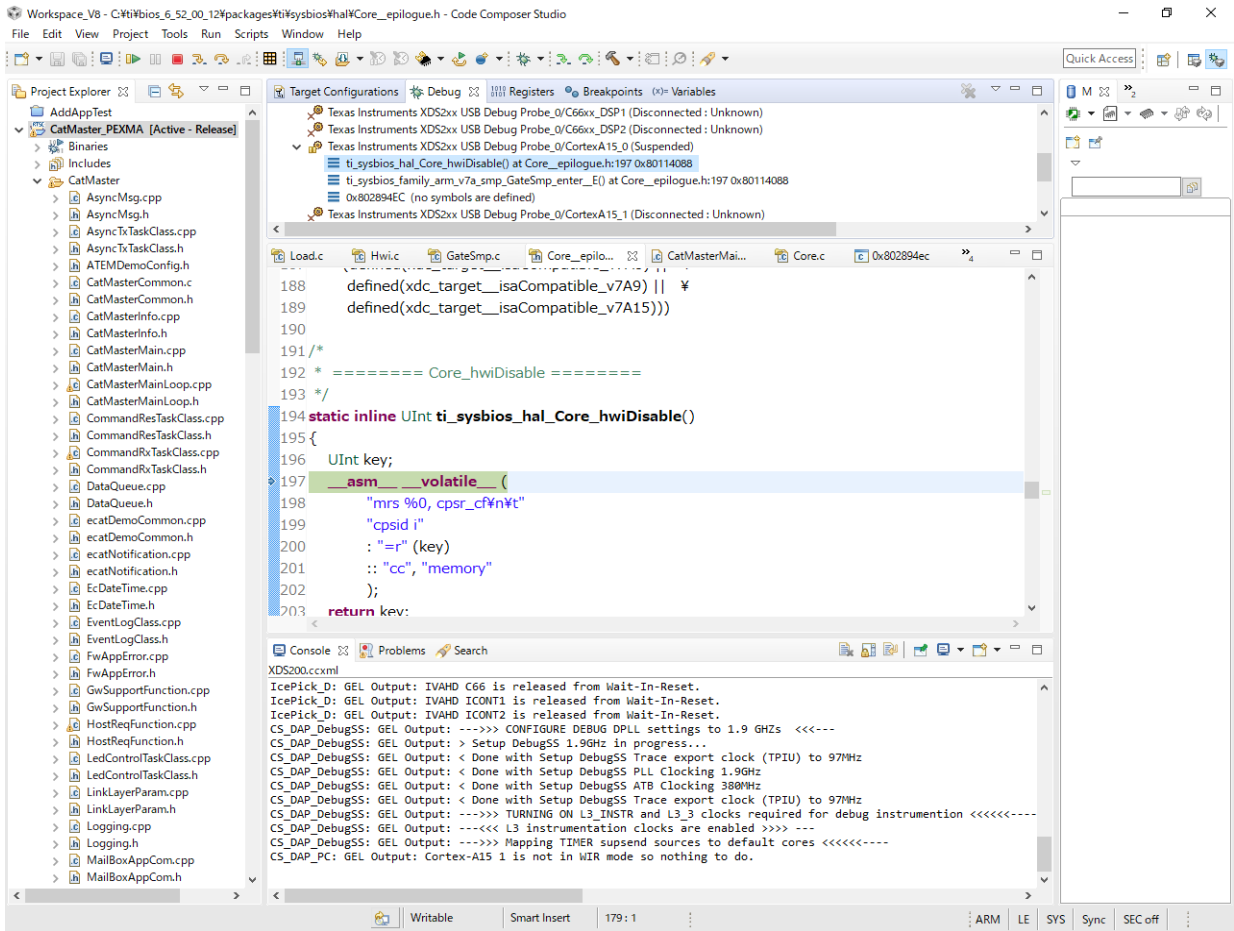 Workspace_V8 - C:¥ti¥bios_6_52_00_12¥packages¥ti¥sysbios¥hal¥Core__epilogue.h - Code Composer Studio
File Edit View Project Tools Run Scripts Window Help
Quick Access
Project Explorer
AddAppTest
CatMaster_PEXMA [Active - Release]
Binaries
Includes
CatMaster
AsyncMsg.cpp
AsyncMsg.h
AsyncTxTaskClass.cpp
AsyncTxTaskClass.h
ATEMDemoConfig.h
CatMasterCommon.c
CatMasterCommon.h
CatMasterInfo.cpp
CatMasterInfo.h
CatMasterMain.cpp
CatMasterMain.h
CatMasterMainLoop.cpp
CatMasterMainLoop.h
CommandResTaskClass.cpp
CommandResTaskClass.h
CommandRxTaskClass.cpp
CommandRxTaskClass.h
DataQueue.cpp
DataQueue.h
ecatDemoCommon.cpp
ecatDemoCommon.h
ecatNotification.cpp
ecatNotification.h
EcDateTime.cpp
EcDateTime.h
EventLogClass.cpp
EventLogClass.h
FwAppError.cpp
FwAppError.h
GwSupportFunction.cpp
GwSupportFunction.h
HostReqFunction.cpp
HostReqFunction.h
LedControlTaskClass.cpp
LedControlTaskClass.h
LinkLayerParam.cpp
LinkLayerParam.h
Logging.cpp
Logging.h
MailBoxAppCom.cpp
MailBoxAppCom.h
Target Configurations Debug Registers Breakpoints (x)= Variables
Texas Instruments XDS2xx USB Debug Probe_0/C66xx_DSP1 (Disconnected : Unknown)
Texas Instruments XDS2xx USB Debug Probe_0/C66xx_DSP2 (Disconnected : Unknown)
Texas Instruments XDS2xx USB Debug Probe_0/CortexA15_0 (Suspended)
ti_sysbios_hal_Core_hwiDisable() at Core__epilogue.h:197 0x80114088
ti_sysbios_family_arm_v7a_smp_GateSmp_enter__E() at Core__epilogue.h:197 0x80114088
0x802894EC (no symbols are defined)
Texas Instruments XDS2xx USB Debug Probe_0/CortexA15_1 (Disconnected : Unknown)
Load.c Hwi.c GateSmp.c Core__epilo... CatMasterMai... Core.c 0x802894ec »4
188 defined(xdc_target__isaCompatible_v7A9) || ¥
189 defined(xdc_target__isaCompatible_v7A15)))
190
191 /*
192 * ======== Core_hwiDisable ========
193 */
194 static inline UInt ti_sysbios_hal_Core_hwiDisable()
195 {
196 UInt key;
197 __asm__ __volatile__ (
198 "mrs %0, cpsr_cf¥n¥t"
199 "cpsid i"
200 : "=r" (key)
201 :: "cc", "memory"
202 );
203 return key;
Console Problems Search
XDS200.ccxml
IcePick_D: GEL Output: IVAHD C66 is released from Wait-In-Reset.
IcePick_D: GEL Output: IVAHD ICONT1 is released from Wait-In-Reset.
IcePick_D: GEL Output: IVAHD ICONT2 is released from Wait-In-Reset.
CS_DAP_DebugSS: GEL Output: --->>> CONFIGURE DEBUG DPLL settings to 1.9 GHZs <<<---
CS_DAP_DebugSS: GEL Output: > Setup DebugSS 1.9GHz in progress...
CS_DAP_DebugSS: GEL Output: < Done with Setup DebugSS Trace export clock (TPIU) to 97MHz
CS_DAP_DebugSS: GEL Output: < Done with Setup DebugSS PLL Clocking 1.9GHz
CS_DAP_DebugSS: GEL Output: < Done with Setup DebugSS ATB Clocking 380MHz
CS_DAP_DebugSS: GEL Output: < Done with Setup DebugSS Trace export clock (TPIU) to 97MHz
CS_DAP_DebugSS: GEL Output: --->>> TURNING ON L3_INSTR and L3_3 clocks required for debug instrumention <<<<<<----
CS_DAP_DebugSS: GEL Output: ---<<< L3 instrumentation clocks are enabled >>>> ---
CS_DAP_DebugSS: GEL Output: --->>> Mapping TIMER supsend sources to default cores <<<<<<----
CS_DAP_PC: GEL Output: Cortex-A15 1 is not in WIR mode so nothing to do.
M »2
Writable Smart Insert 179 : 1 ARM LE SYS Sync SEC off